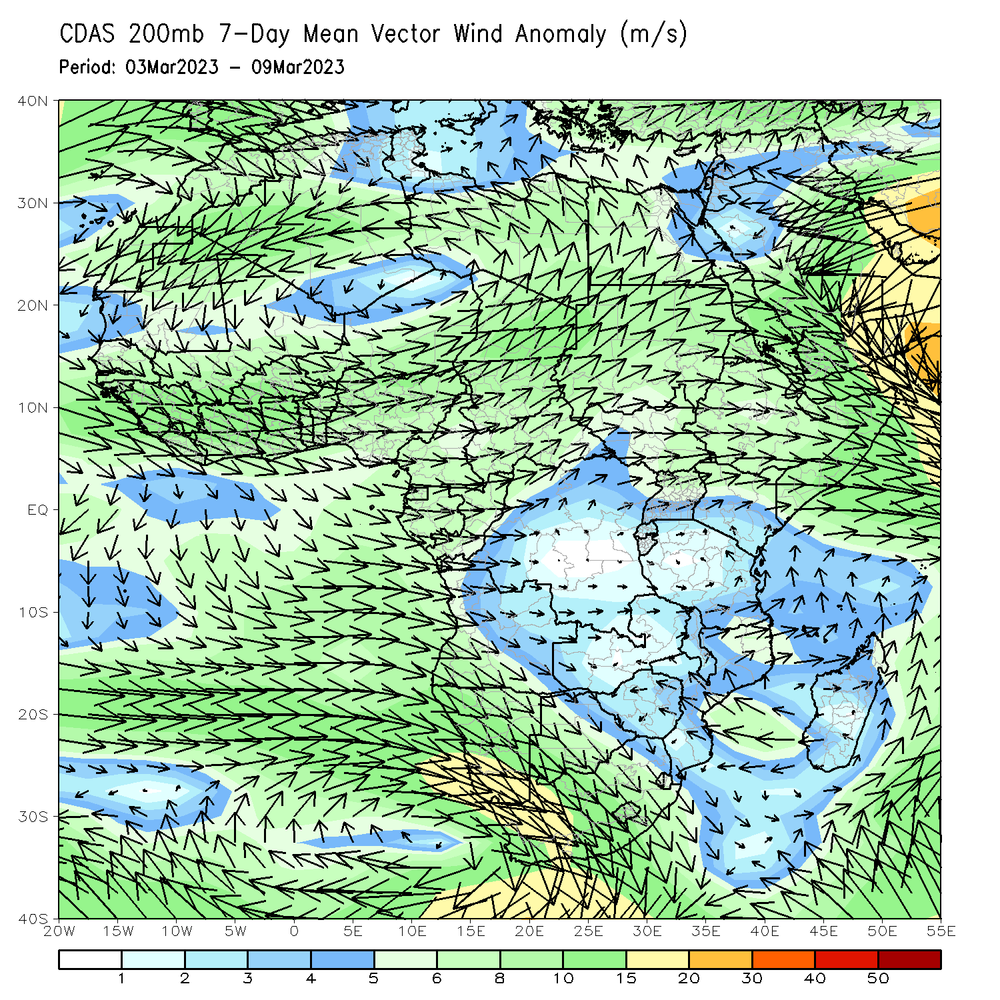 CDAS 200mb 7-Day Mean Vector Wind Anomaly (m/s)
Period: 03Mar2023 - 09Mar2023
40N
30N
20N
10N
EQ
10S
20S
30S
40S
20W 15W 10W 5W 0 5E 10E 15E 20E 25E 30E 35E 40E 45E 50E 55E
1 2 3 4 5 6 8 10 15 20 30 40 50